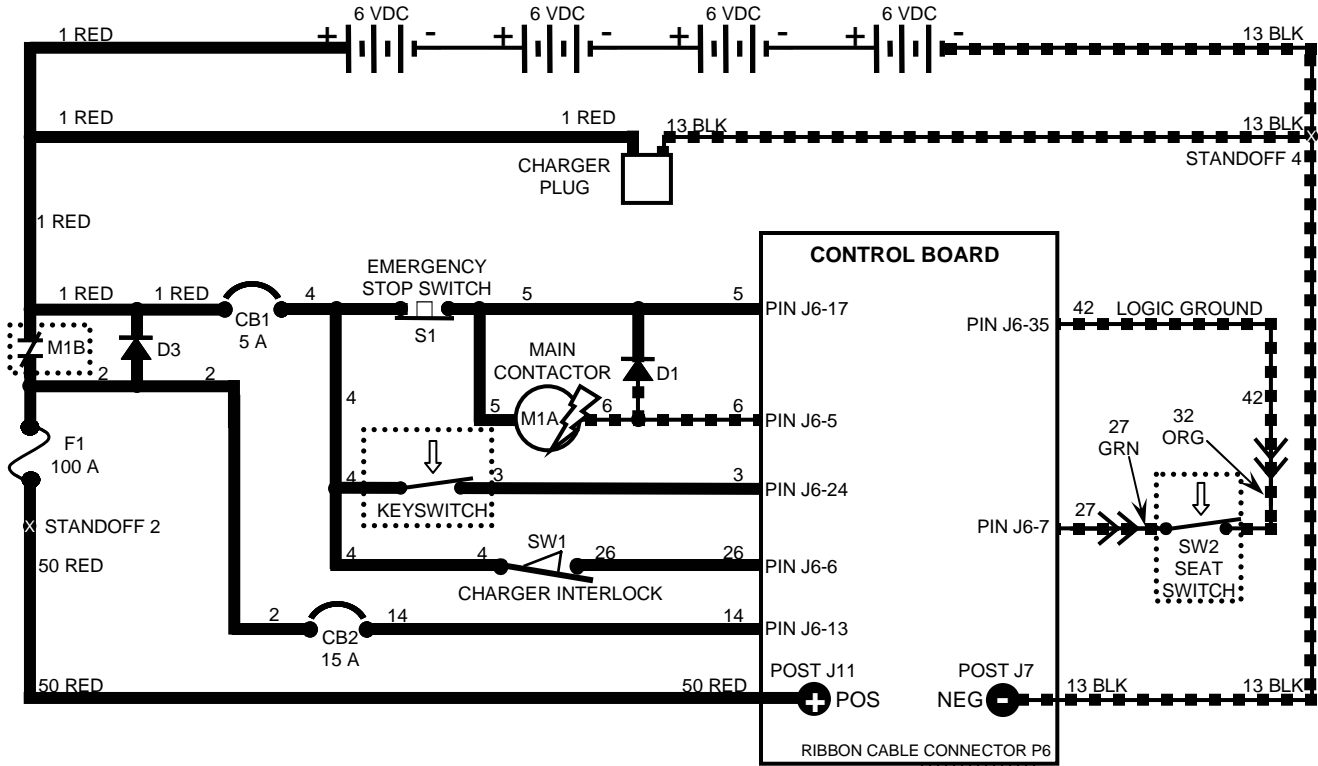 6 VDC 6 VDC 6 VDC 6 VDC
1 RED + - + - + - + - 13 BLK
1 RED 1 RED 13 BLK 13 BLK
CHARGER
PLUG
X
STANDOFF 4
1 RED
CONTROL BOARD
EMERGENCY
STOP SWITCH
1 RED 1 RED 4 5 5
CB1
5 A
S1
PIN J6-17
42 LOGIC GROUND
PIN J6-35
M1B
D3
MAIN
CONTACTOR
D1
2 2
4
5 M1A 6 6
PIN J6-5
42
27
GRN
32
ORG
F1
100 A
4 3 3
KEYSWITCH
PIN J6-24
X STANDOFF 2
PIN J6-7
27
SW2
SEAT
SWITCH
50 RED
SW1
4 4 26 26
CHARGER INTERLOCK
PIN J6-6
2 14 14
CB2
15 A
PIN J6-13
50 RED 50 RED
POST J11
+ POS
POST J7
NEG -
13 BLK 13 BLK
RIBBON CABLE CONNECTOR P6